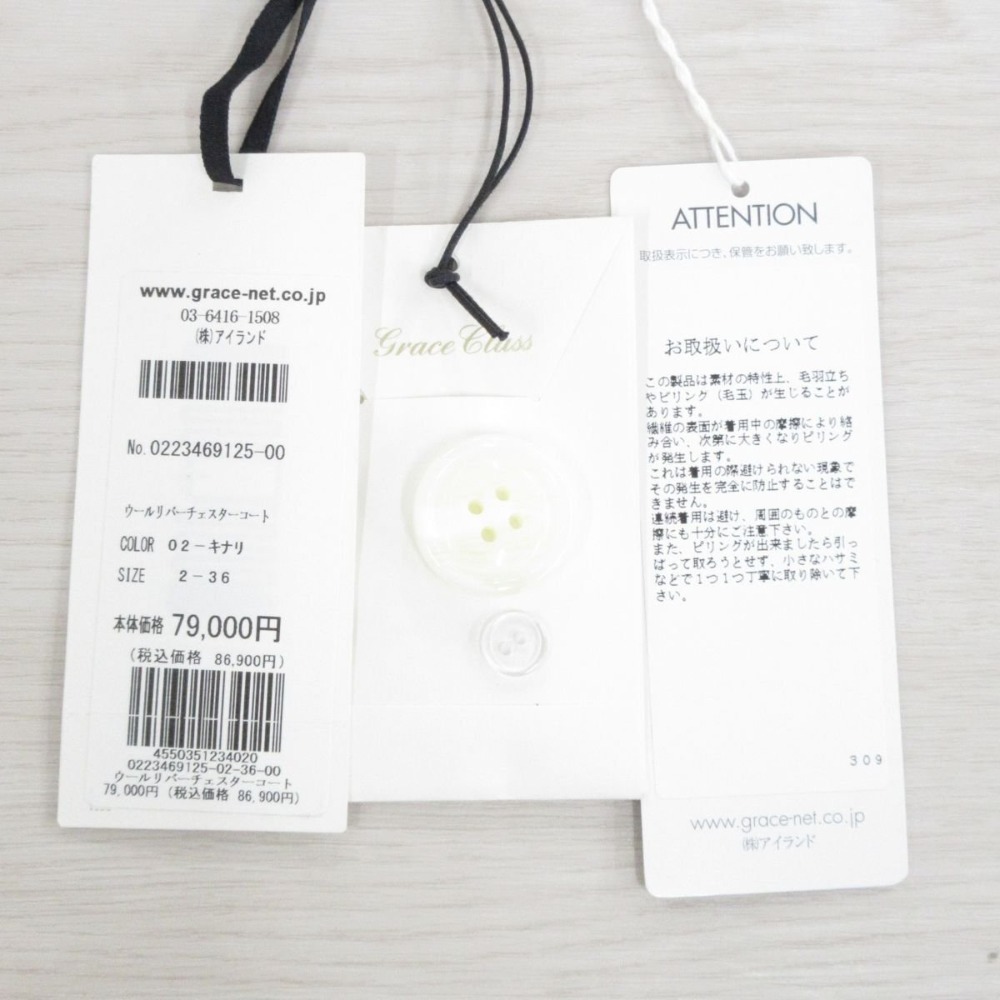 www.grace-net.co.jp
03-6416-1508
(株)アイランド
No.0223469125-00
ウールリバーチェスターコート
COLOR 02-キナリ
SIZE 2-36
本体価格 79,000円
(税込価格 86,900円)
4550351234020
0223469125-02-36-00
ウールリバーチェスターコート
79,000円 (税込価格 86,900円)
Grace Class
ATTENTION
取扱表示につき、保管をお願い致します。
お取扱いについて
この製品は素材の特性上、毛羽立ち
やピリング(毛玉)が生じることが
あります。
繊維の表面が着用中の摩擦により絡
み合い、次第に大きくなりピリング
が発生します。
これは着用の際避けられない現象で
その発生を完全に防止することはで
きません。
連続着用は避け、周囲のものとの摩
擦にも十分にご注意下さい。
また、ピリングが出来ましたら引っ
ぱって取ろうとせず、小さなハサミ
などで1つ1つ丁寧に取り除いて下
さい。
309
www.grace-net.co.jp
(株)アイランド